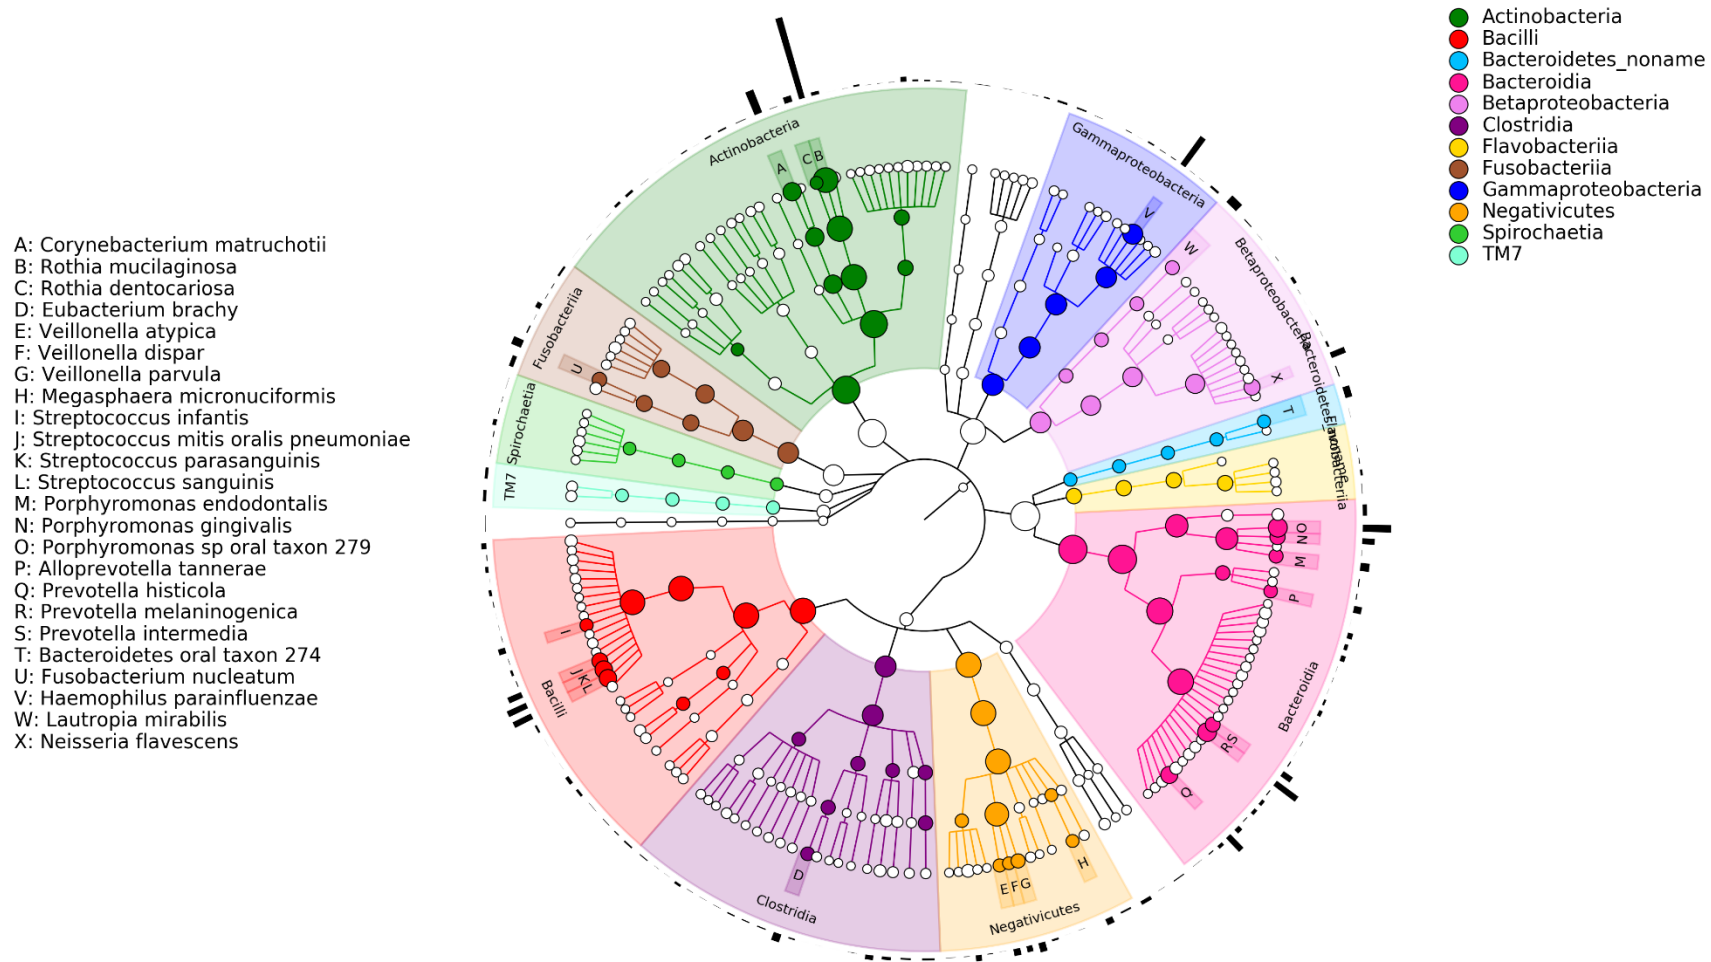 Actinobacteria
Bacilli
Bacteroidetes_noname
Bacteroidia
Betaproteobacteria
Clostridia
Flavobacteriia
Fusobacteriia
Gammaproteobacteria
Negativicutes
Spirochaetia
TM7
A: Corynebacterium matruchotii
B: Rothia mucilaginosa
C: Rothia dentocariosa
D: Eubacterium brachy
E: Veillonella atypica
F: Veillonella dispar
G: Veillonella parvula
H: Megasphaera micronuciformis
I: Streptococcus infantis
J: Streptococcus mitis oralis pneumoniae
K: Streptococcus parasanguinis
L: Streptococcus sanguinis
M: Porphyromonas endodontalis
N: Porphyromonas gingivalis
O: Porphyromonas sp oral taxon 279
P: Alloprevotella tannerae
Q: Prevotella histicola
R: Prevotella melaninogenica
S: Prevotella intermedia
T: Bacteroidetes oral taxon 274
U: Fusobacterium nucleatum
V: Haemophilus parainfluenzae
W: Lautropia mirabilis
X: Neisseria flavescens
Actinobacteria
A
C
B
Gammaproteobacteria
V
Betaproteobacteria
W
X
Bacteroidetes_noname
T
Flavobacteriia
O
N
M
P
Bacteroidia
R
S
Q
Negativicutes
H
E
F
G
Clostridia
D
Bacilli
I
J
K
L
TM7
Spirochaetia
Fusobacteriia
U